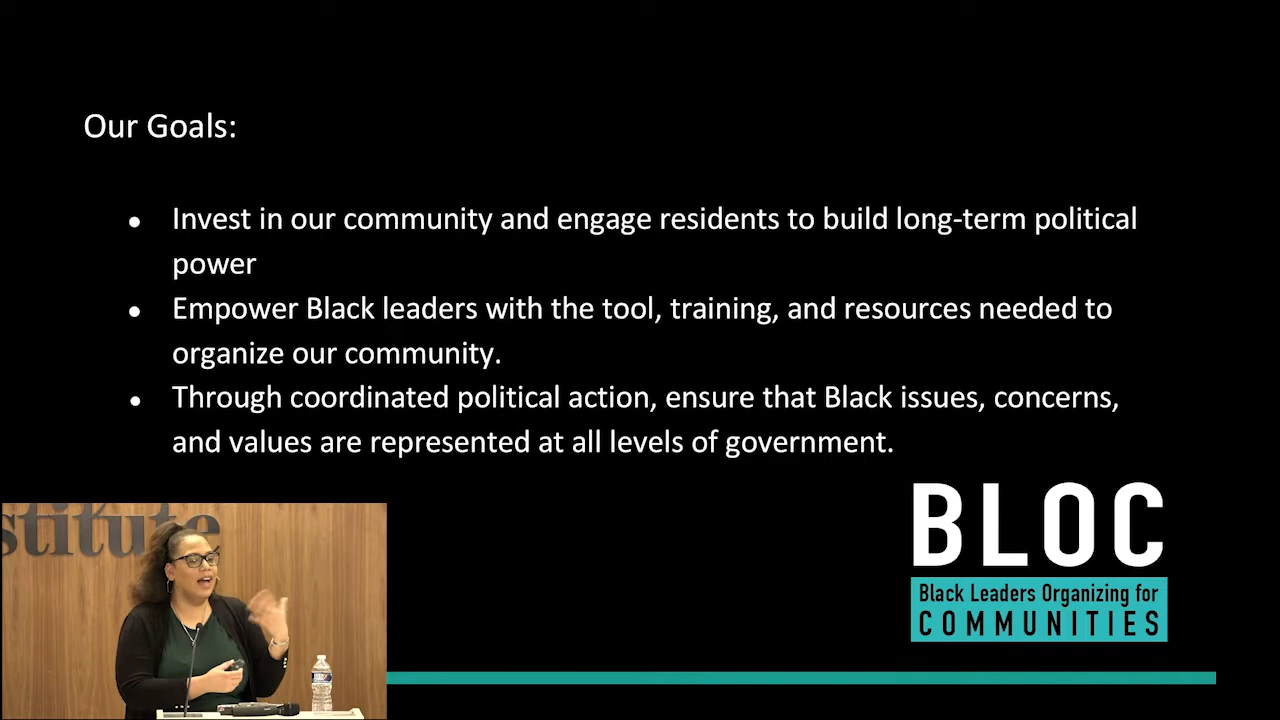 Our Goals:
● Invest in our community and engage residents to build long-term political
power
● Empower Black leaders with the tool, training, and resources needed to
organize our community.
● Through coordinated political action, ensure that Black issues, concerns,
and values are represented at all levels of government.
BLOC
Black Leaders Organizing for
COMMUNITIES
stitute